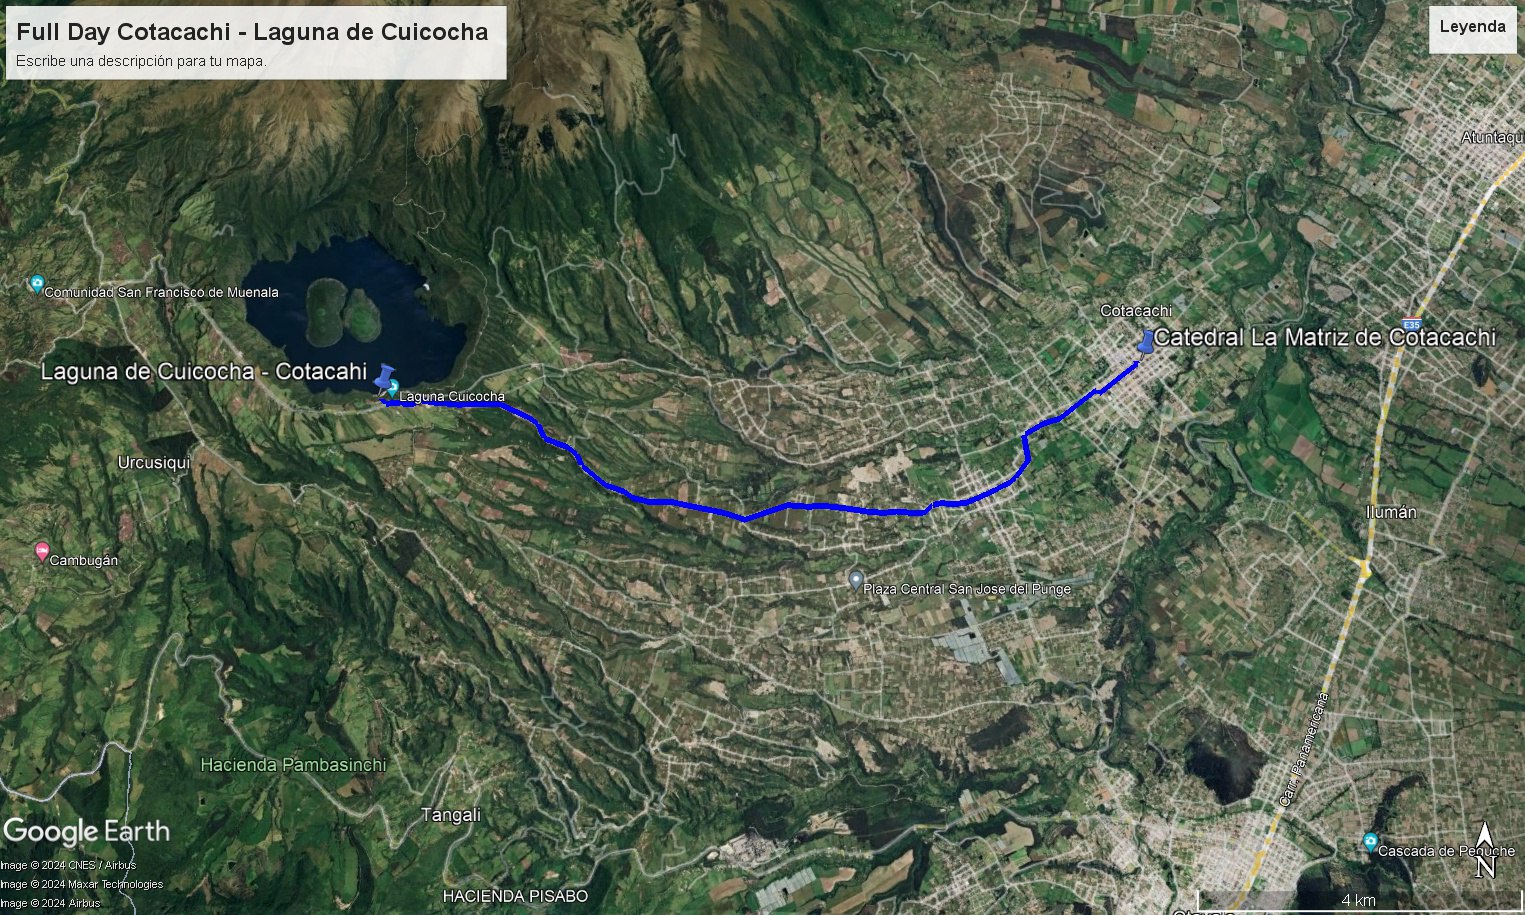 Full Day Cotacachi - Laguna de Cuicocha
Escribe una descripción para tu mapa.
Leyenda
Atuntaqui
Comunidad San Francisco de Muenala
Cotacachi
E35
Catedral La Matriz de Cotacachi
Laguna de Cuicocha - Cotacahi
Laguna Cuicocha
Urcusiqui
Ilumán
Cambugán
Plaza Central San Jose del Punge
Carr. Panamericana
Hacienda Pambasinchi
Tangali
Google Earth
Cascada de Peguche
N
Image © 2024 CNES / Airbus
Image © 2024 Maxar Technologies
Image © 2024 Airbus
HACIENDA PISABO
4 km